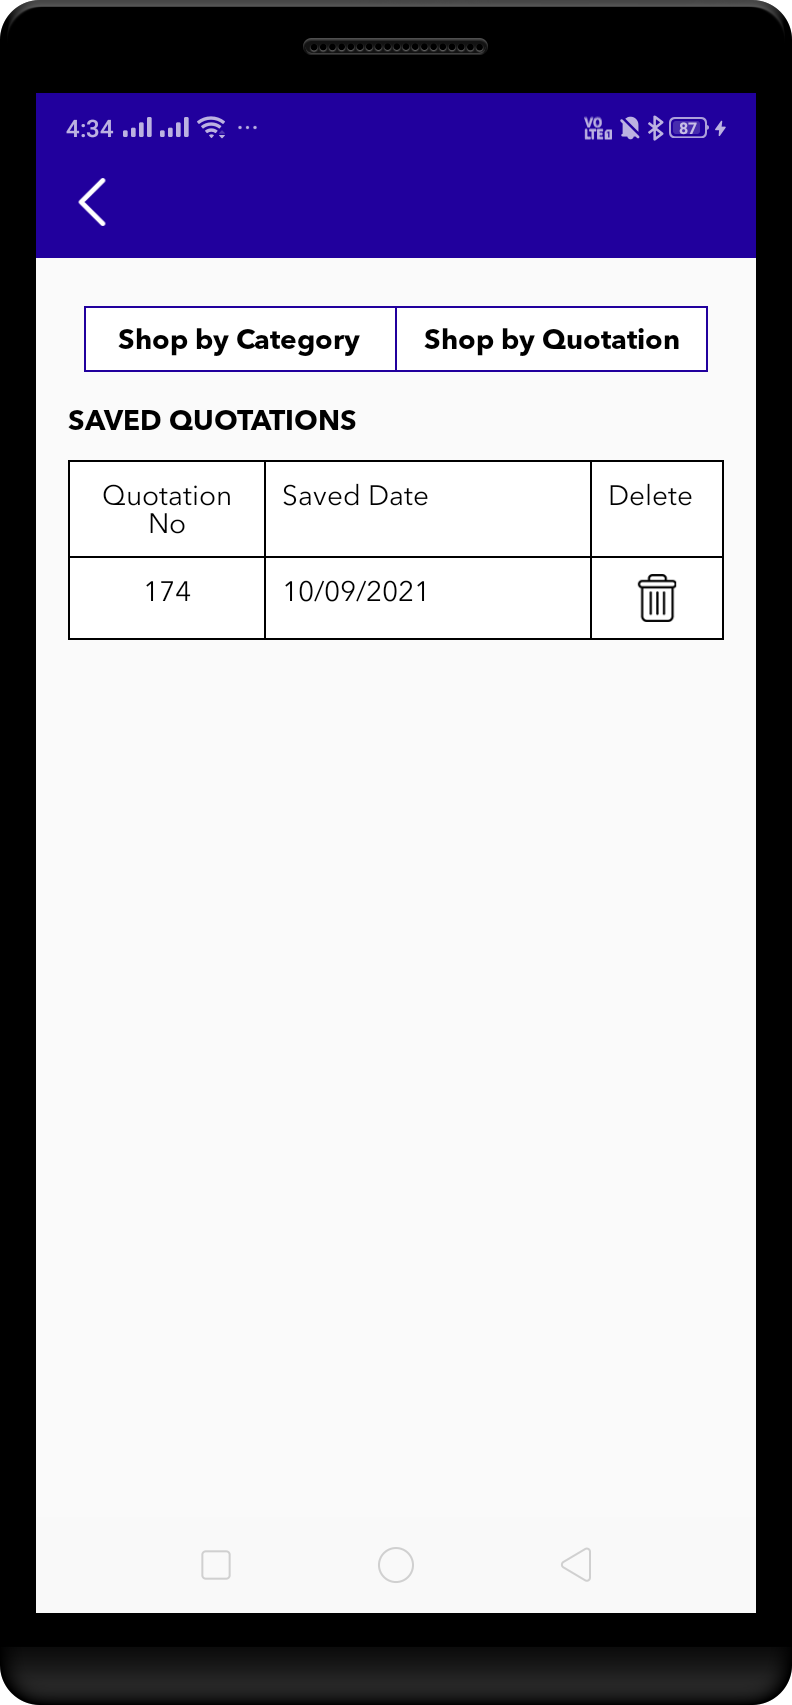 4:34 VO LTE 87
Shop by Category Shop by Quotation
SAVED QUOTATIONS
Quotation No Saved Date Delete
174 10/09/2021